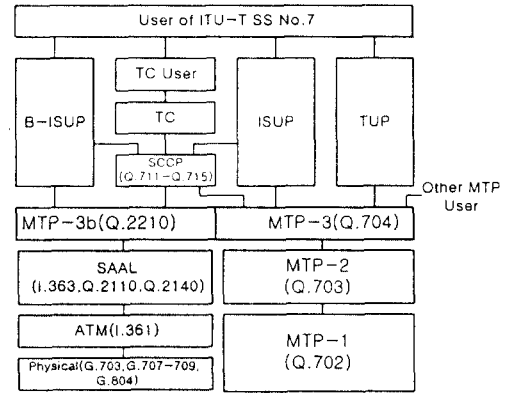 User of ITU-T SS No.7
B-ISUP
TC User
TC
SCCP
(Q.711-Q.715)
ISUP
TUP
Other MTP
User
MTP-3b(Q.2210)
MTP-3(Q.704)
SAAL
(I.363,Q.2110,Q.2140)
MTP-2
(Q.703)
ATM(I.361)
MTP-1
(Q.702)
Physical(G.703,G.707-709,
G.804)